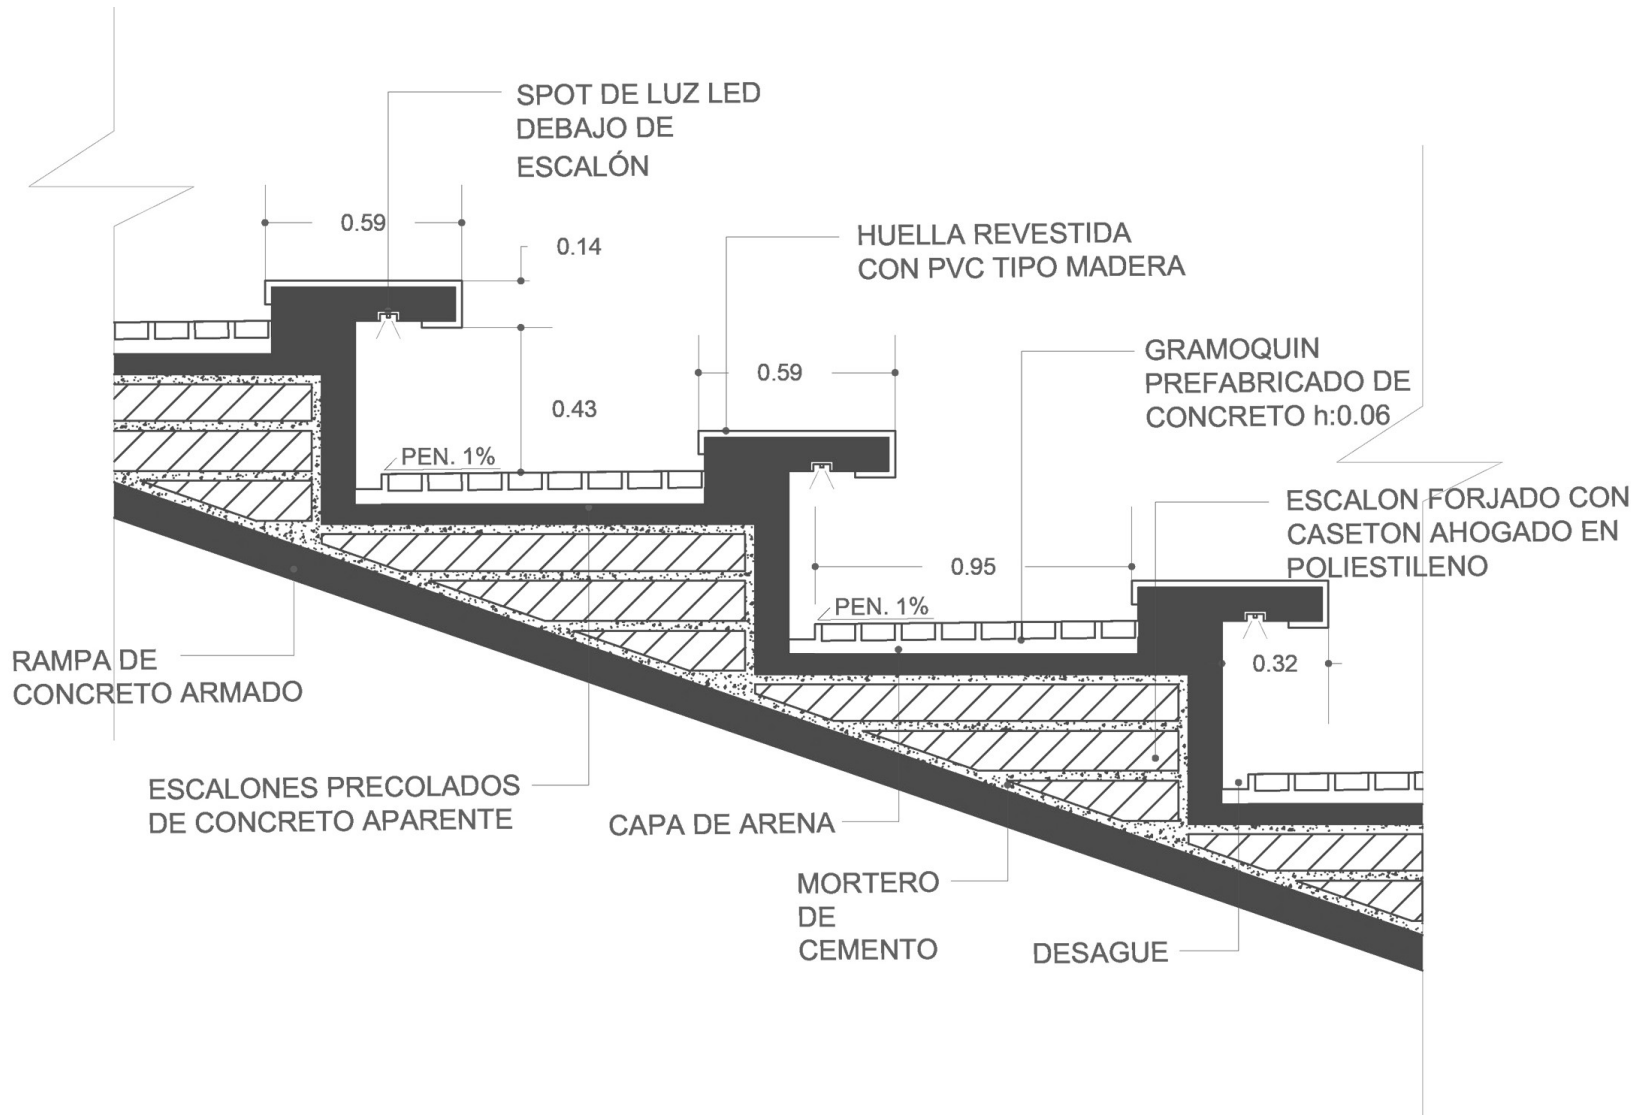 SPOT DE LUZ LED
DEBAJO DE
ESCALÓN
0.59
0.14
HUELLA REVESTIDA
CON PVC TIPO MADERA
0.59
GRAMOQUIN
PREFABRICADO DE
CONCRETO h:0.06
0.43
PEN. 1%
ESCALON FORJADO CON
CASETON AHOGADO EN
POLIESTILENO
0.95
PEN. 1%
RAMPA DE
CONCRETO ARMADO
0.32
ESCALONES PRECOLADOS
DE CONCRETO APARENTE
CAPA DE ARENA
MORTERO
DE
CEMENTO
DESAGUE